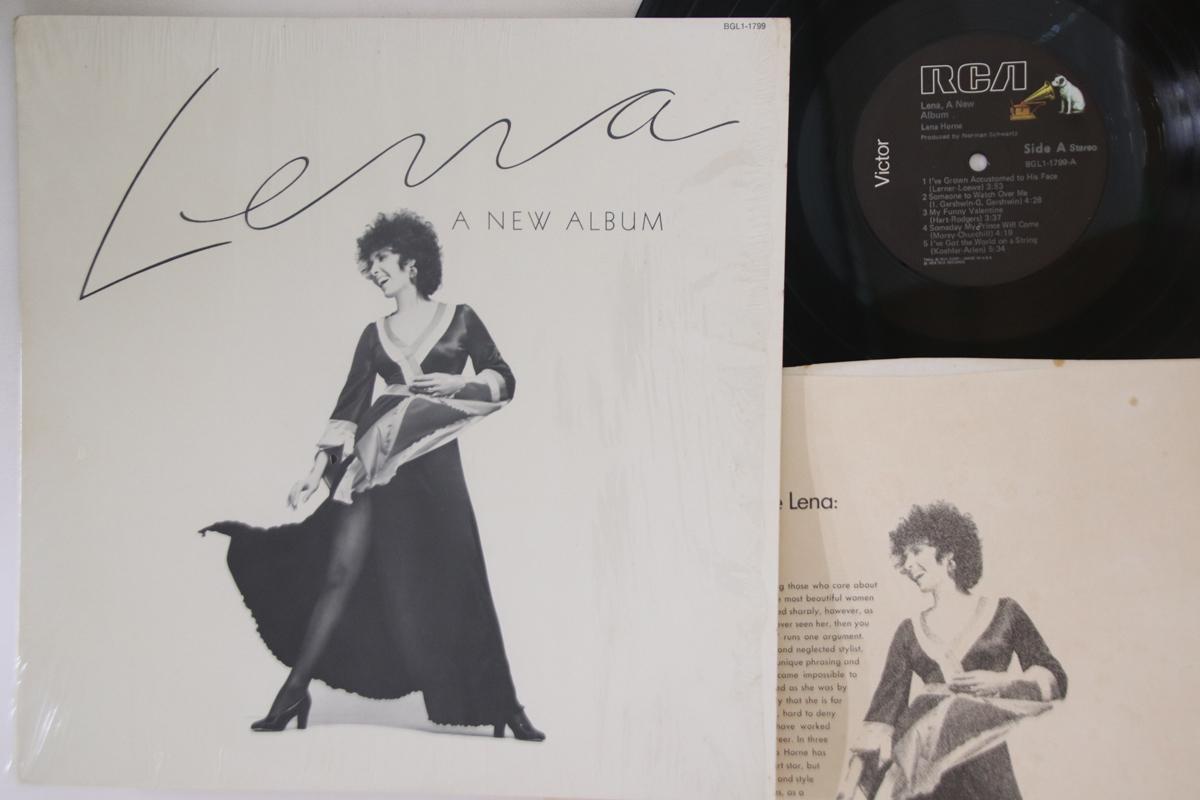 BGL1-1799
Lena
A NEW ALBUM
RCA
Lena, A New
Album
Lena Horne
Produced by Norman Schwartz
Victor
Side A Stereo
BGL1-1799-A
1 I've Grown Accustomed to His Face
(Lerner-Loewe) 3:53
2 Someone to Watch Over Me
(I. Gershwin-G. Gershwin) 4:28
3 My Funny Valentine
(Hart-Rodgers) 3:37
4 Someday My Prince Will Come
(Morey-Churchill) 4:19
5 I've Got the World on a String
(Koehler-Arlen) 5:34
Lena:
those who care about
most beautiful women
sharply, however, as
ever seen her, then you
runs one argument.
and neglected stylist,
unique phrasing and
came impossible to
as she was by
y that she is far
hard to deny
have worked
eer. In three
Horne has
rt star, but
and style
as a